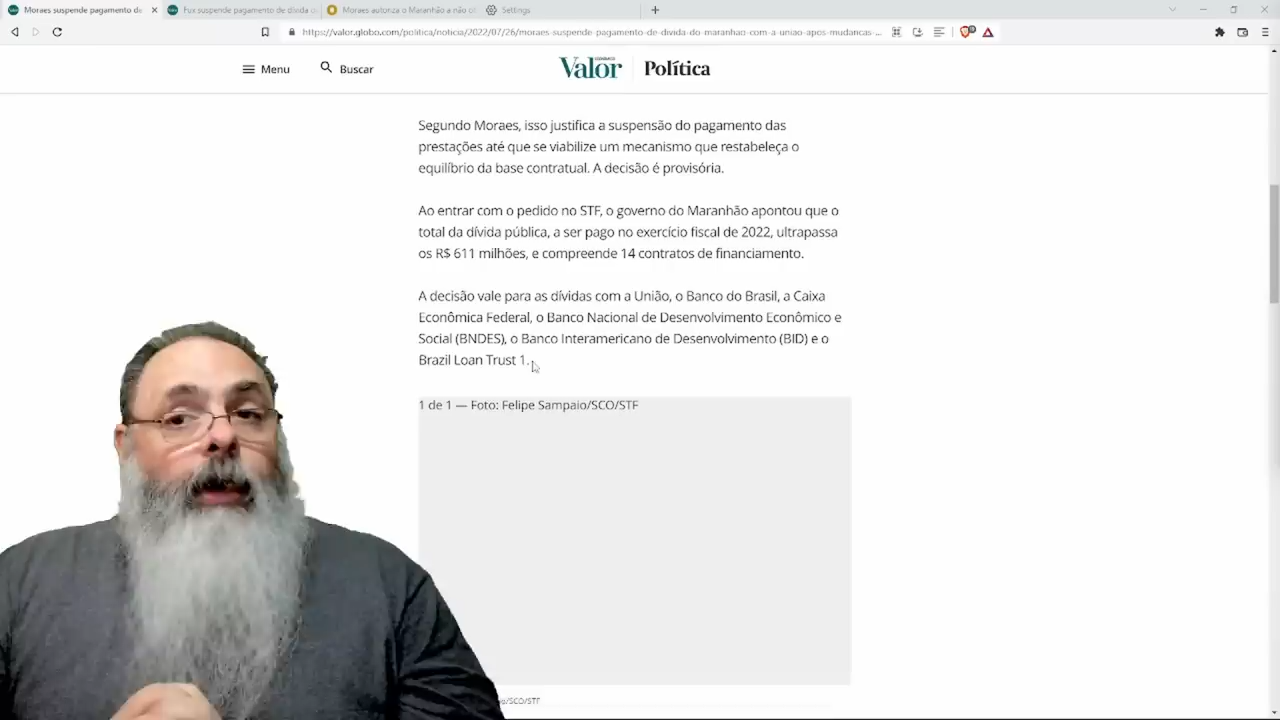 Moraes suspende pagamento de
Fux suspende pagamento de dívida
Moraes autoriza o Maranhão a não
Settings
https://valor.globo.com/politica/noticia/2022/07/26/moraes-suspende-pagamento-de-divida-do-maranhao-com-a-uniao-apos-mudancas-...
Menu
Buscar
Valor
ECONÔMICO
Política
Segundo Moraes, isso justifica a suspensão do pagamento das
prestações até que se viabilize um mecanismo que restabeleça o
equilíbrio da base contratual. A decisão é provisória.
Ao entrar com o pedido no STF, o governo do Maranhão apontou que o
total da dívida pública, a ser pago no exercício fiscal de 2022, ultrapassa
os R$ 611 milhões, e compreende 14 contratos de financiamento.
A decisão vale para as dívidas com a União, o Banco do Brasil, a Caixa
Econômica Federal, o Banco Nacional de Desenvolvimento Econômico e
Social (BNDES), o Banco Interamericano de Desenvolvimento (BID) e o
Brazil Loan Trust 1.
1 de 1 — Foto: Felipe Sampaio/SCO/STF
/SCO/STF